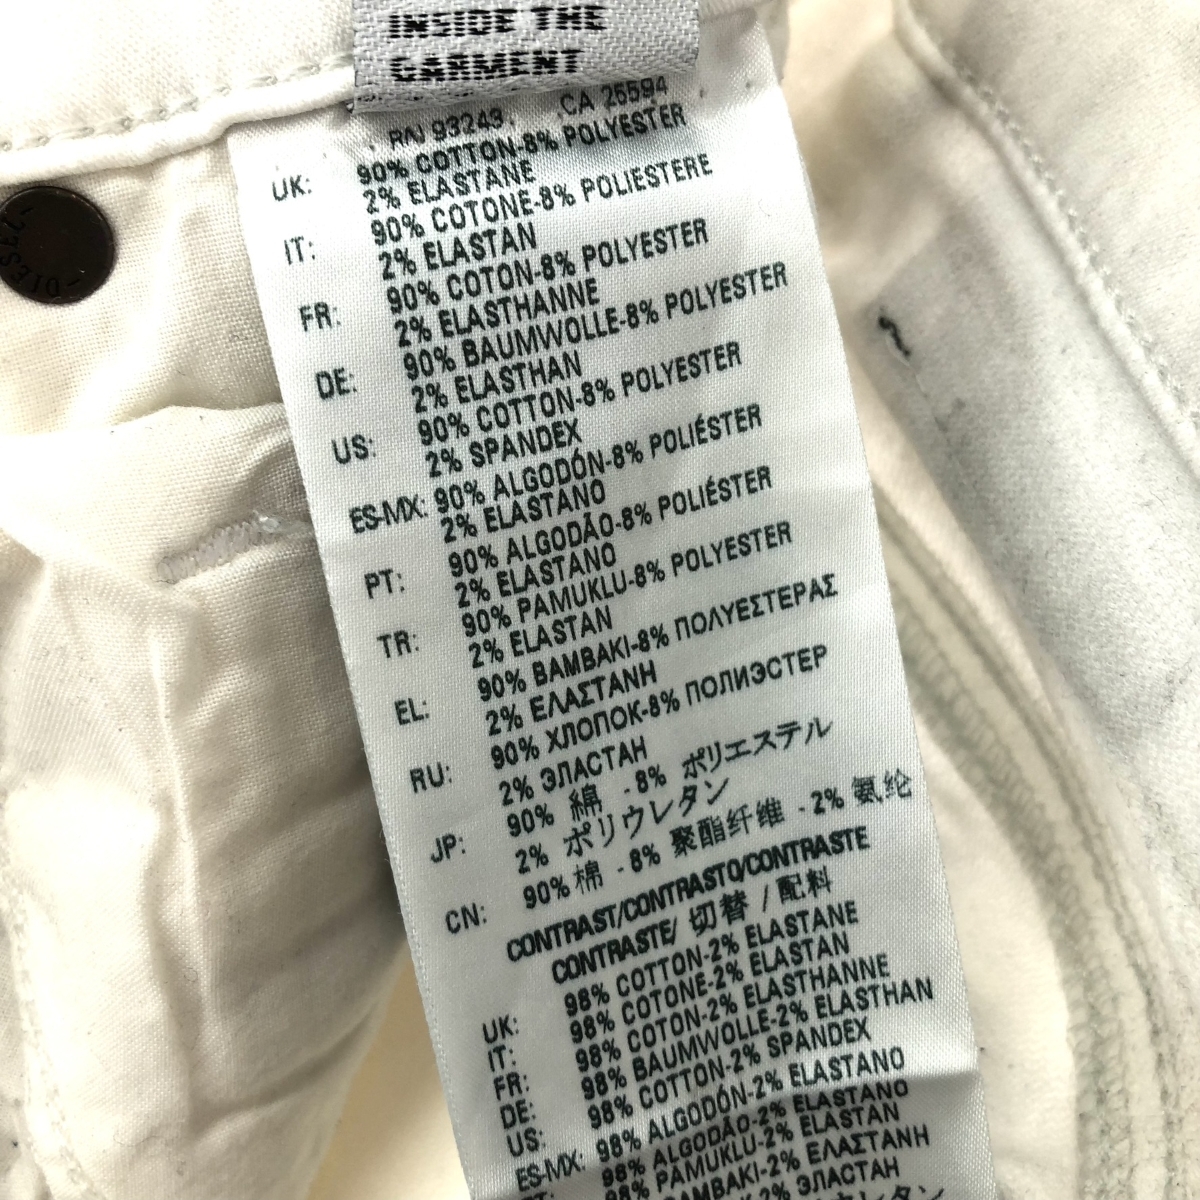 INSIDE THE
GARMENT
RN 93243 CA 25594
UK: 90% COTTON-8% POLYESTER
2% ELASTANE
IT: 90% COTONE-8% POLIESTERE
2% ELASTAN
FR: 90% COTON-8% POLYESTER
2% ELASTHANNE
DE: 90% BAUMWOLLE-8% POLYESTER
2% ELASTHAN
US: 90% COTTON-8% POLYESTER
2% SPANDEX
ES-MX: 90% ALGODÓN-8% POLIÉSTER
2% ELASTANO
PT: 90% ALGODÃO-8% POLIÉSTER
2% ELASTANO
TR: 90% PAMUKLU-8% POLYESTER
2% ELASTAN
EL: 90% BAMBAKI-8% ΠΟΛΥΕΣΤΕΡΑΣ
2% ΕΛΑΣΤΑΝΗ
RU: 90% ХЛОПОК-8% ПОЛИЭСТЕР
2% ЭЛАСТАН
JP: 90% 綿 - 8% ポリエステル
2% ポリウレタン
CN: 90% 棉 - 8% 聚酯纤维 - 2% 氨纶
CONTRAST/CONTRASTO/CONTRASTE
CONTRASTE/ 切替 / 配料
UK: 98% COTTON-2% ELASTANE
IT: 98% COTONE-2% ELASTAN
FR: 98% COTON-2% ELASTHANNE
DE: 98% BAUMWOLLE-2% ELASTHAN
US: 98% COTTON-2% SPANDEX
ES-MX: 98% ALGODÓN-2% ELASTANO
98% ALGODÃO-2% ELASTANO
98% PAMUKLU-2% ELASTAN
BAMBAKI-2% ΕΛΑΣΤΑΝΗ
2% ЭЛАСТАН